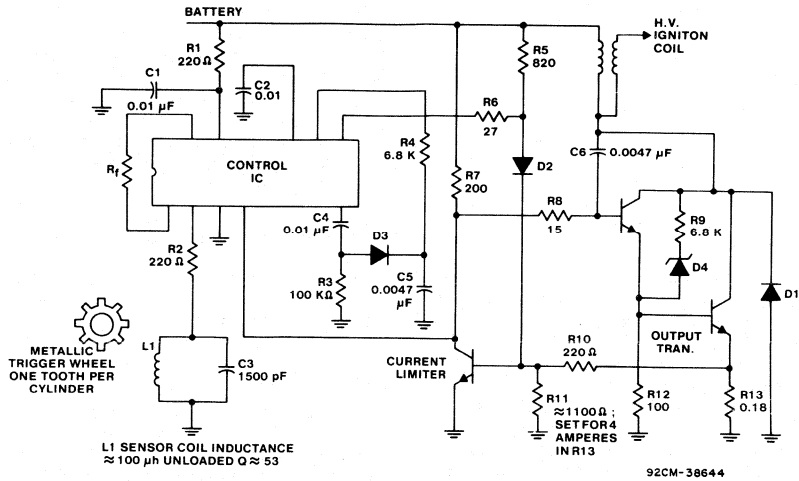 BATTERY
H.V.
IGNITON
COIL
R1
220Ω
R5
820
C1
0.01 µF
C2
0.01
R6
27
R4
6.8 K
C6
0.0047 µF
Rf
CONTROL
IC
D2
R7
200
R8
15
R9
6.8 K
C4
0.01 µF
D3
R2
220 Ω
D4
R3
100 KΩ
C5
0.0047
µF
D1
OUTPUT
TRAN.
METALLIC
TRIGGER WHEEL
ONE TOOTH PER
CYLINDER
L1
C3
1500 pF
CURRENT
LIMITER
R10
220 Ω
R11
≈1100Ω ;
SET FOR 4
AMPERES
IN R13
R12
100
R13
0.18
L1 SENSOR COIL INDUCTANCE
≈100 µh UNLOADED Q ≈ 53
92CM-38644